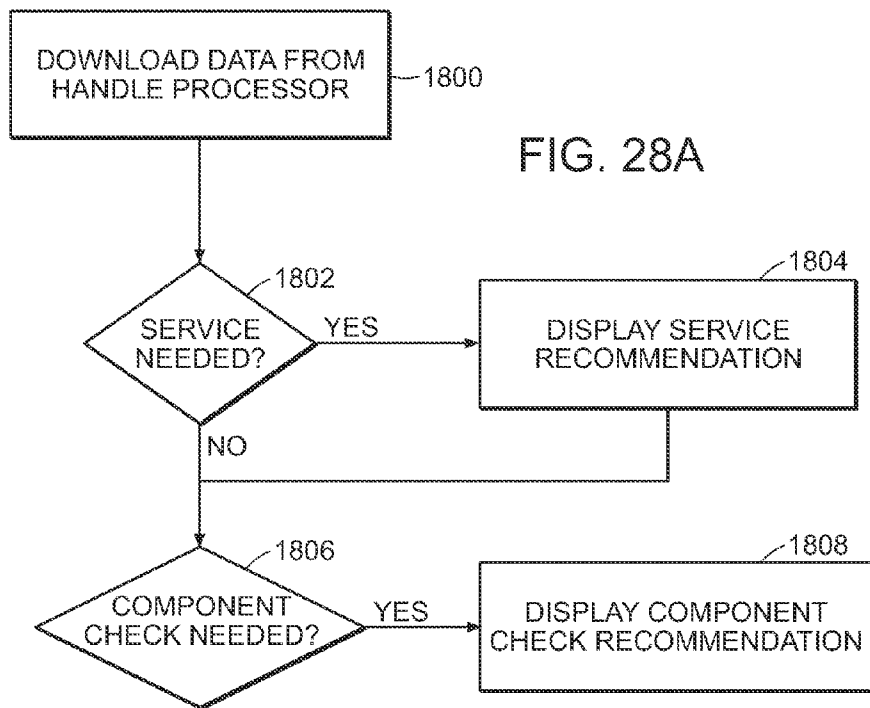 DOWNLOAD DATA FROM
HANDLE PROCESSOR
1800
FIG. 28A
1802
SERVICE
NEEDED?
YES
1804
DISPLAY SERVICE
RECOMMENDATION
NO
1806
COMPONENT
CHECK NEEDED?
YES
1808
DISPLAY COMPONENT
CHECK RECOMMENDATION